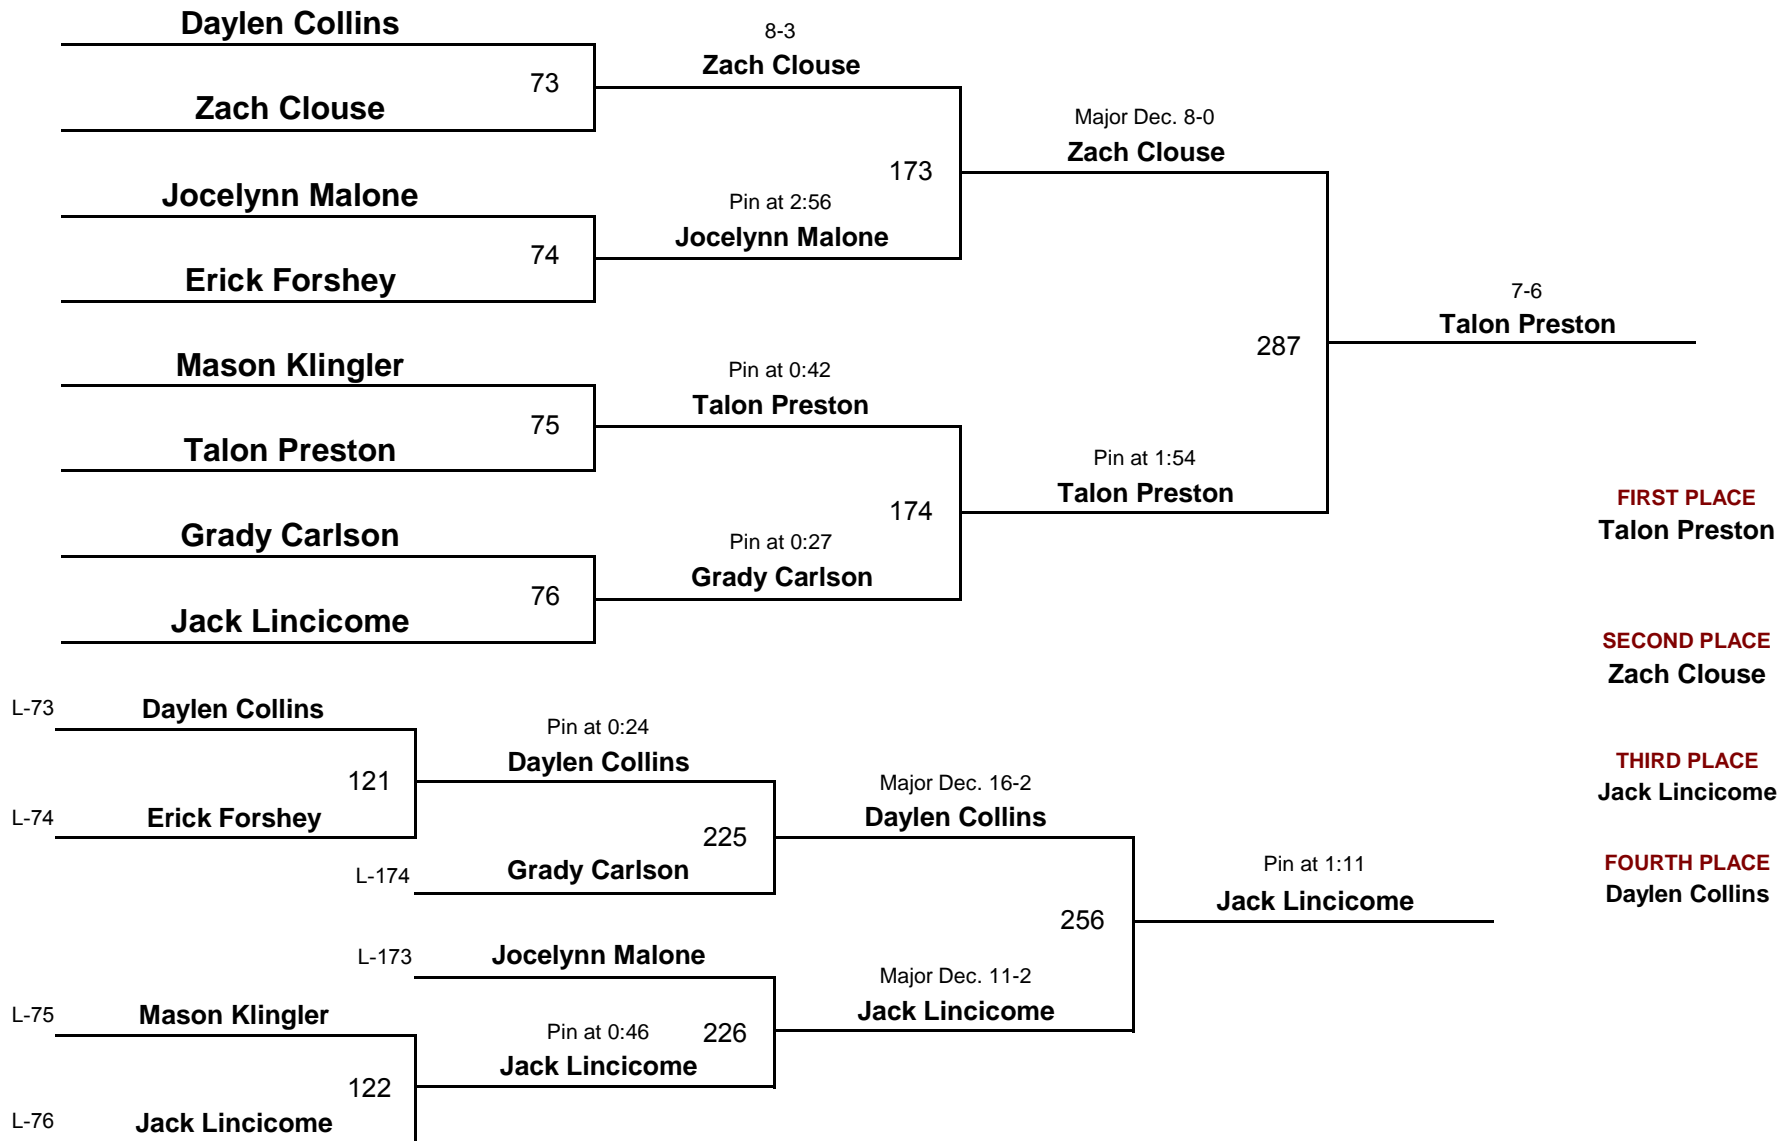 Daylen Collins
73
Zach Clouse
8-3
Zach Clouse
Jocelynn Malone
74
Erick Forshey
Pin at 2:56
Jocelynn Malone
173
Major Dec. 8-0
Zach Clouse
Mason Klingler
75
Talon Preston
Pin at 0:42
Talon Preston
Grady Carlson
76
Jack Lincicome
Pin at 0:27
Grady Carlson
174
Pin at 1:54
Talon Preston
287
7-6
Talon Preston
FIRST PLACE
Talon Preston
SECOND PLACE
Zach Clouse
THIRD PLACE
Jack Lincicome
FOURTH PLACE
Daylen Collins
L-73
Daylen Collins
121
L-74
Erick Forshey
Pin at 0:24
Daylen Collins
225
L-174
Grady Carlson
Major Dec. 16-2
Daylen Collins
L-173
Jocelynn Malone
L-75
Mason Klingler
122
L-76
Jack Lincicome
Pin at 0:46
Jack Lincicome
226
Major Dec. 11-2
Jack Lincicome
256
Pin at 1:11
Jack Lincicome